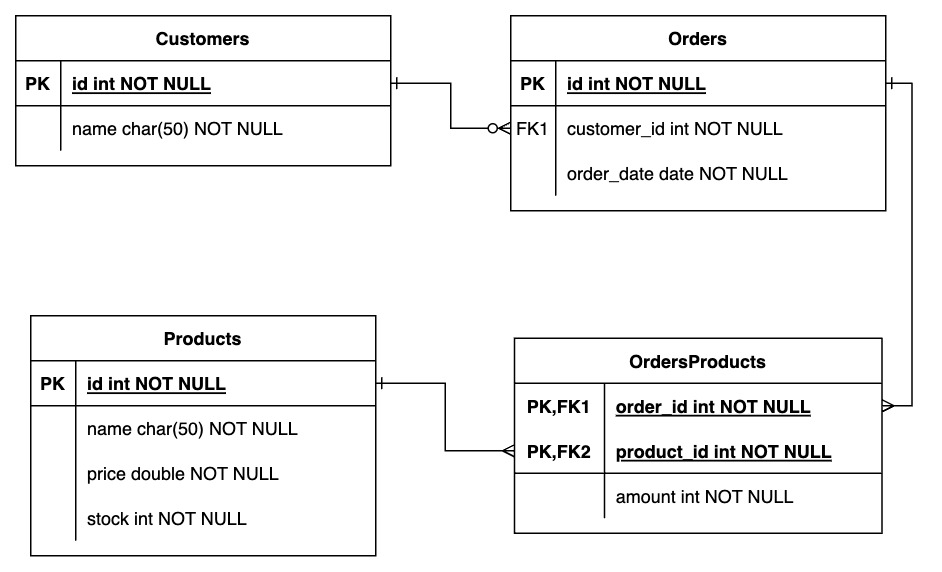 Customers
PK id int NOT NULL
name char(50) NOT NULL
Orders
PK id int NOT NULL
FK1 customer_id int NOT NULL
order_date date NOT NULL
Products
PK id int NOT NULL
name char(50) NOT NULL
price double NOT NULL
stock int NOT NULL
OrdersProducts
PK,FK1 order_id int NOT NULL
PK,FK2 product_id int NOT NULL
amount int NOT NULL